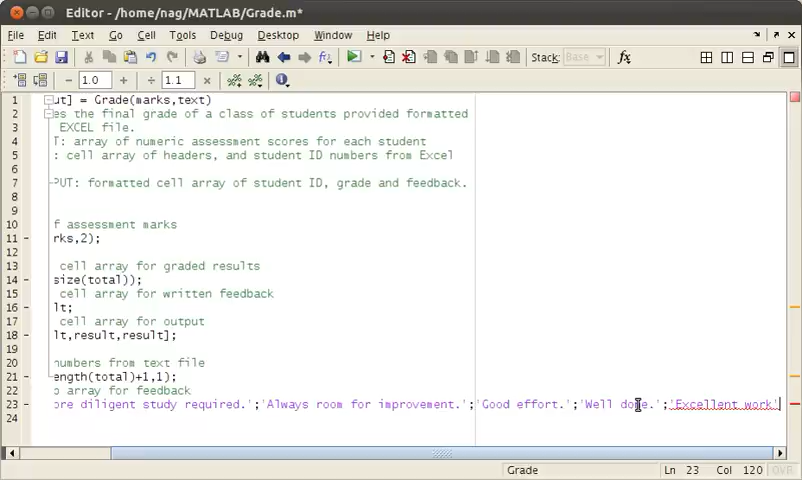 Editor - /home/nag/MATLAB/Grade.m*
File Edit Text Go Cell Tools Debug Desktop Window Help
Stack: Base fx
− 1.0 + ÷ 1.1 ×
1 ut] = Grade(marks,text)
2 es the final grade of a class of students provided formatted
3 EXCEL file.
4 T: array of numeric assessment scores for each student
5 : cell array of headers, and student ID numbers from Excel
6
7 PUT: formatted cell array of student ID, grade and feedback.
8
9
10 f assessment marks
11 − rks,2);
12
13 cell array for graded results
14 − size(total));
15 cell array for written feedback
16 − lt;
17 cell array for output
18 − lt,result,result];
19
20 numbers from text file
21 − ength(total)+1,1);
22 array for feedback
23 − ore diligent study required.';'Always room for improvement.';'Good effort.';'Well done.';'Excellent work'
24
Grade Ln 23 Col 120 OVR